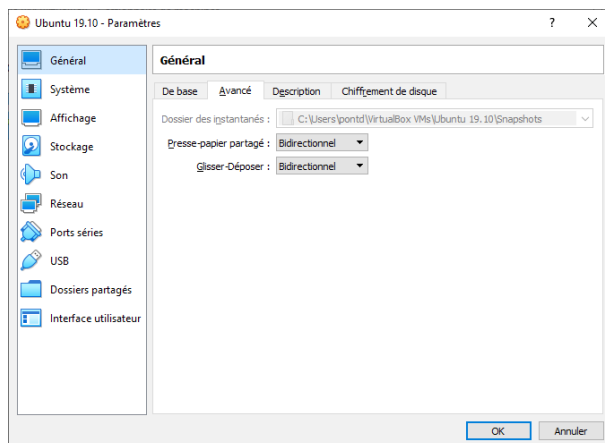 Ubuntu 19.10 - Paramètres
Général
Système
Affichage
Stockage
Son
Réseau
Ports séries
USB
Dossiers partagés
Interface utilisateur
Général
De base Avancé Description Chiffrement de disque
Dossier des instantanés : C:\Users\pontd\VirtualBox VMs\Ubuntu 19.10\Snapshots
Presse-papier partagé : Bidirectionnel
Glisser-Déposer : Bidirectionnel
OK Annuler